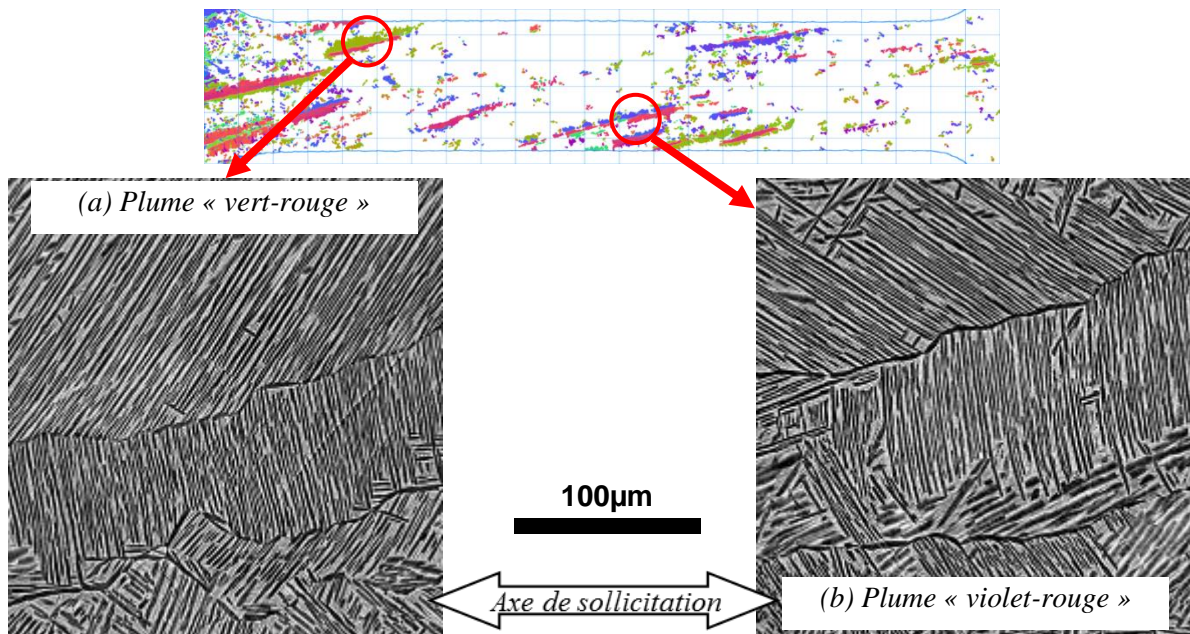 (a) Plume « vert-rouge »
100µm
Axe de sollicitation
(b) Plume « violet-rouge »